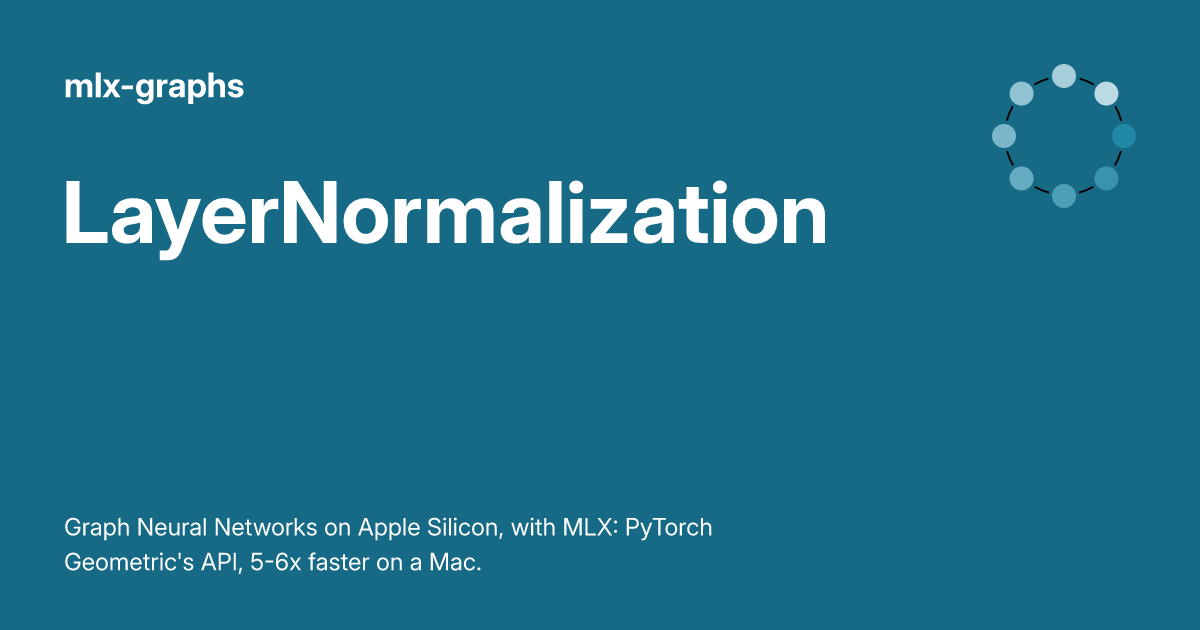 mlx-graphs
LayerNormalization
Graph Neural Networks on Apple Silicon, with MLX: PyTorch
Geometric's API, 5-6x faster on a Mac.